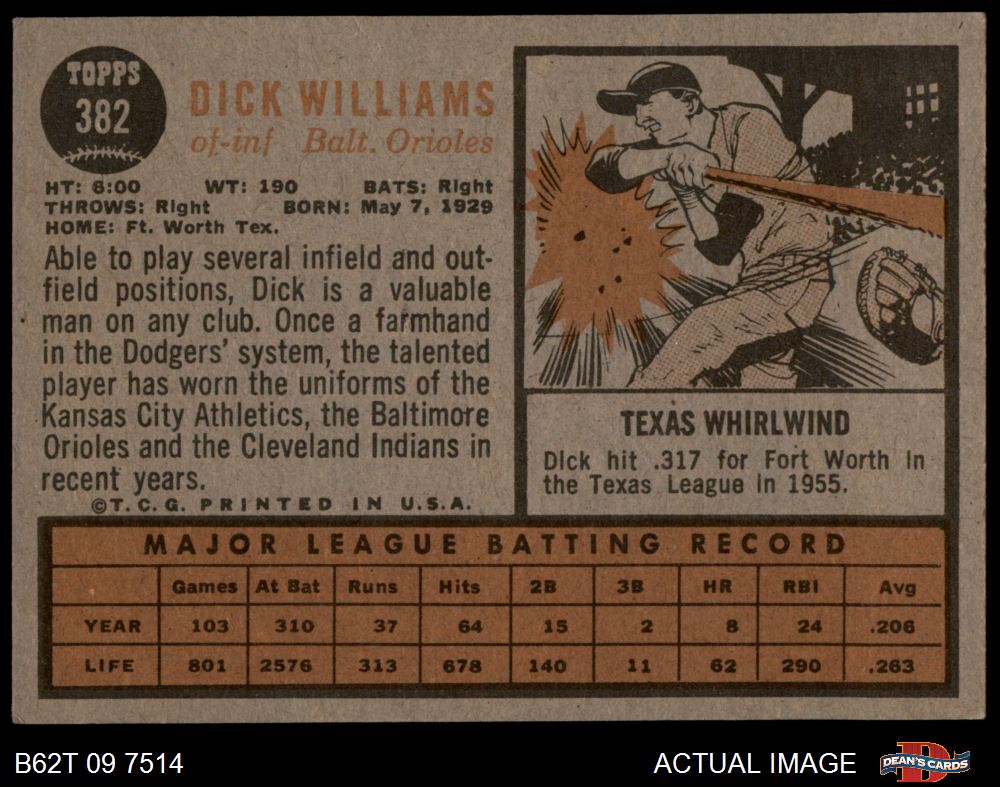 TOPPS
382
DICK WILLIAMS
of-inf Balt. Orioles
HT: 6:00 WT: 190 BATS: Right
THROWS: Right BORN: May 7, 1929
HOME: Ft. Worth Tex.
Able to play several infield and out-
field positions, Dick is a valuable
man on any club. Once a farmhand
in the Dodgers' system, the talented
player has worn the uniforms of the
Kansas City Athletics, the Baltimore
Orioles and the Cleveland Indians in
recent years.
©T.C.G. PRINTED IN U.S.A.
TEXAS WHIRLWIND
Dick hit .317 for Fort Worth in
the Texas League in 1955.
MAJOR LEAGUE BATTING RECORD
Games At Bat Runs Hits 2B 3B HR RBI Avg
YEAR 103 310 37 64 15 2 8 24 .206
LIFE 801 2576 313 678 140 11 62 290 .263
B62T 09 7514 ACTUAL IMAGE DEAN'S CARDS